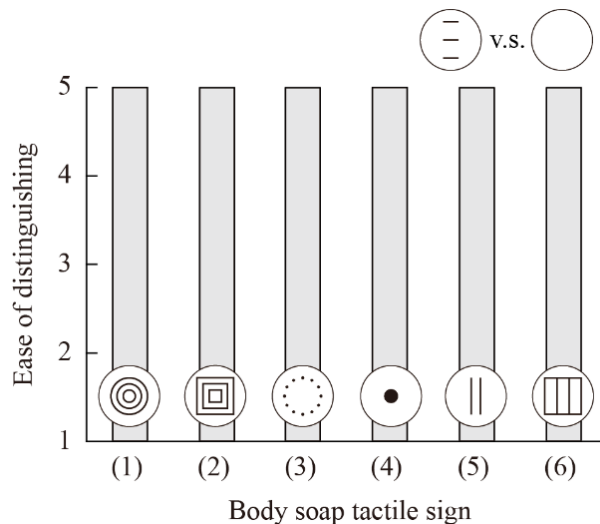 v.s.
Ease of distinguishing
5
4
3
2
1
(1) (2) (3) (4) (5) (6)
Body soap tactile sign